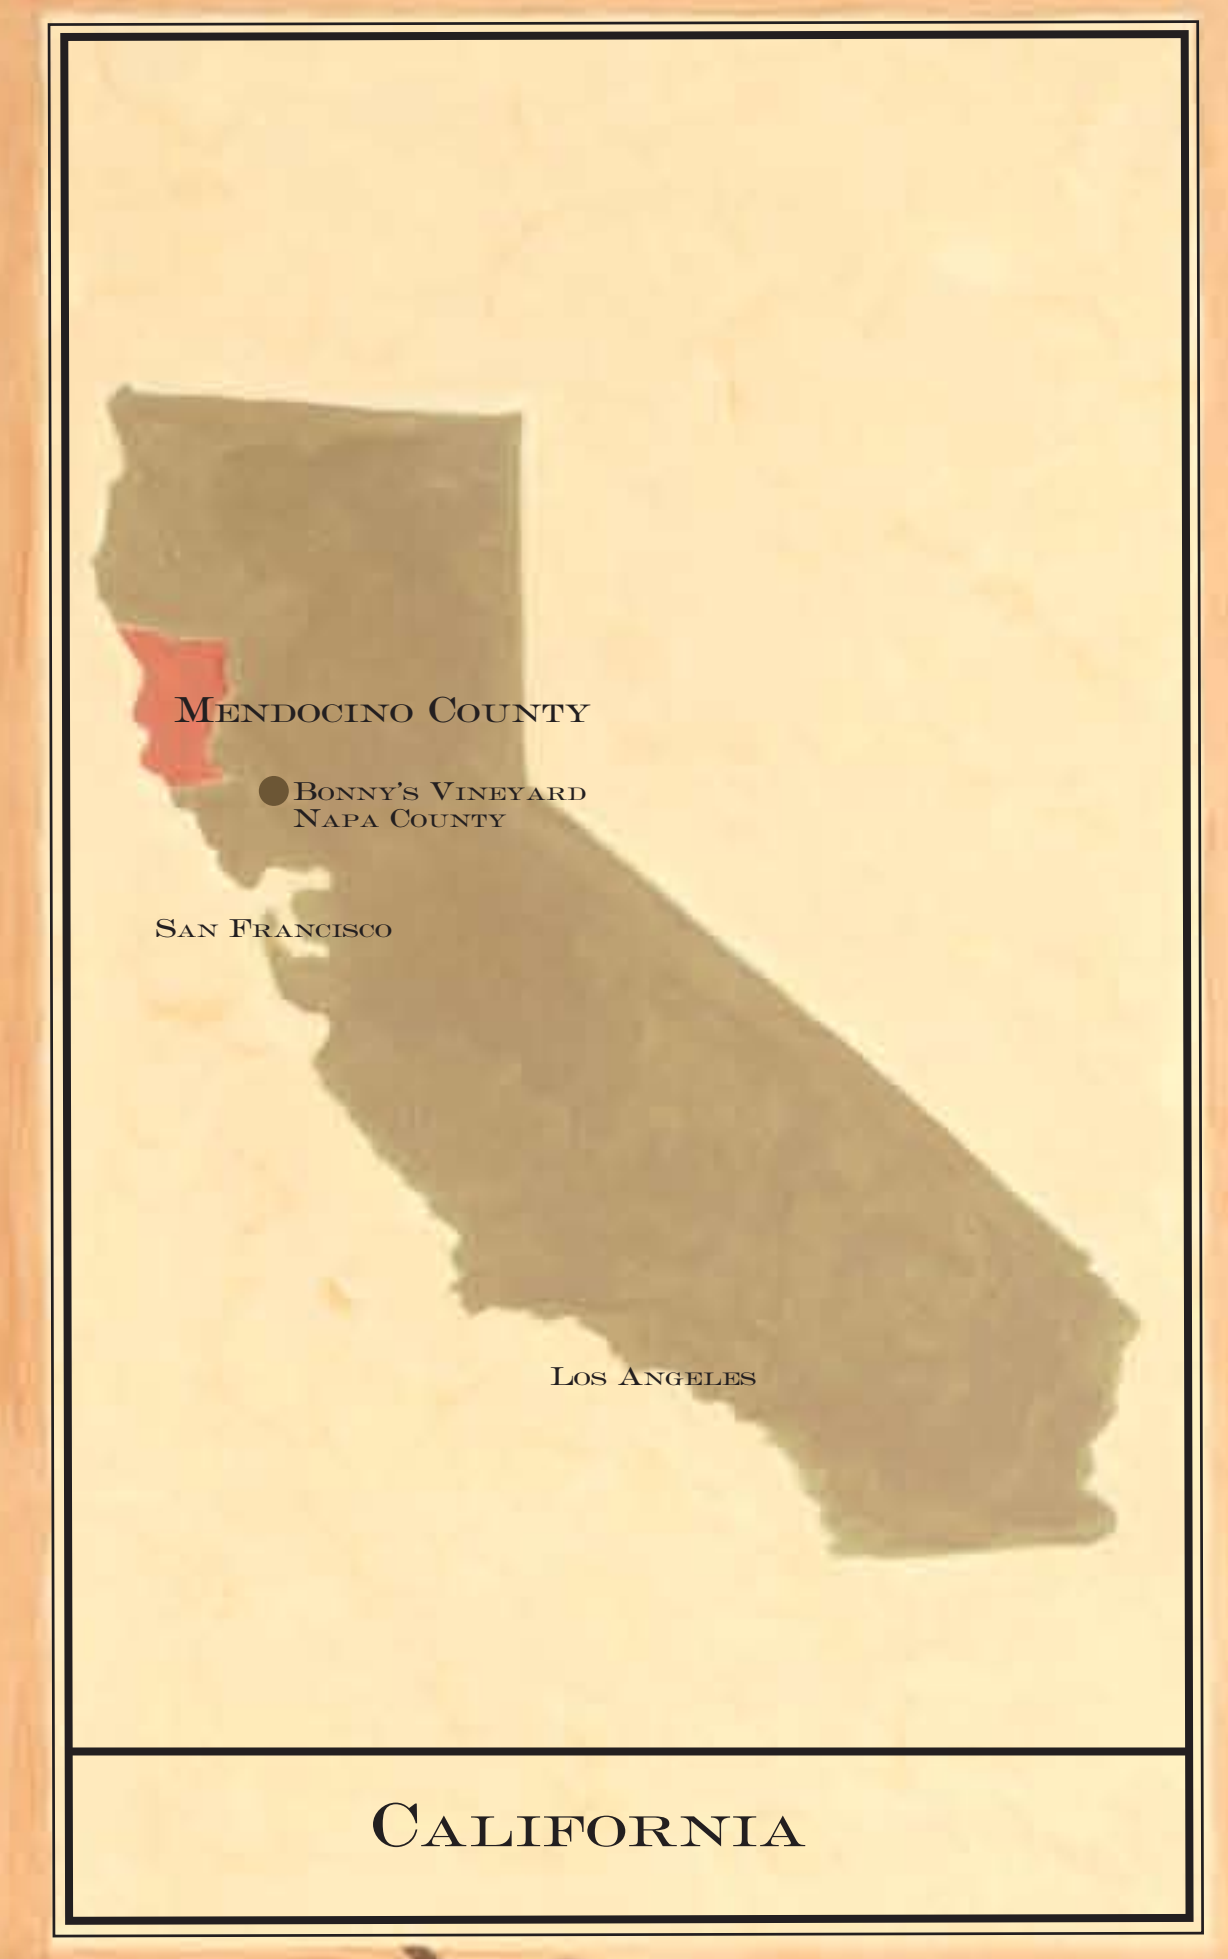 Mendocino County
Bonny's Vineyard
Napa County
San Francisco
Los Angeles
California